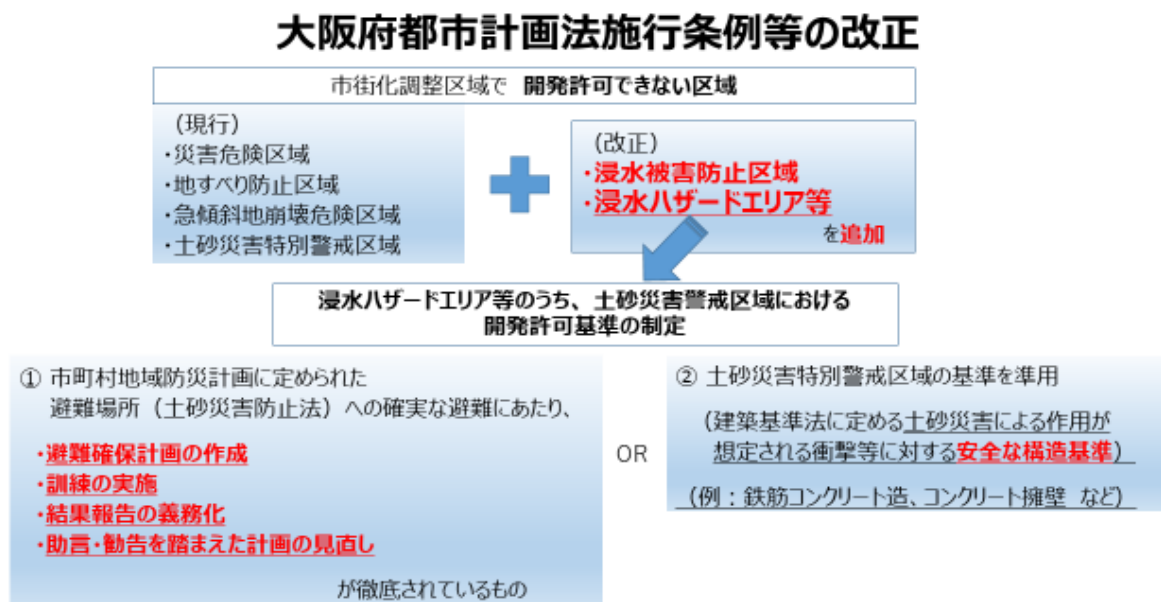 大阪府都市計画法施行条例等の改正
市街化調整区域で 開発許可できない区域
（現行）
・災害危険区域
・地すべり防止区域
・急傾斜地崩壊危険区域
・土砂災害特別警戒区域
（改正）
・浸水被害防止区域
・浸水ハザードエリア等
を追加
浸水ハザードエリア等のうち、土砂災害警戒区域における
開発許可基準の制定
① 市町村地域防災計画に定められた
避難場所（土砂災害防止法）への確実な避難にあたり、
・避難確保計画の作成
・訓練の実施
・結果報告の義務化
・助言・勧告を踏まえた計画の見直し
が徹底されているもの
OR
② 土砂災害特別警戒区域の基準を準用
（建築基準法に定める土砂災害による作用が
想定される衝撃等に対する安全な構造基準）
（例：鉄筋コンクリート造、コンクリート擁壁 など）